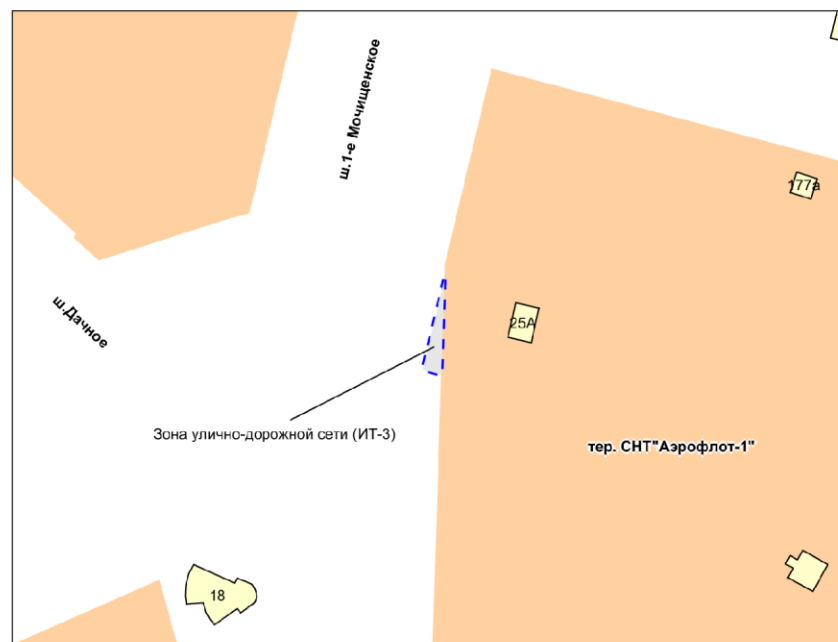 ш.1-е Мочищенское
177а
ш.Дачное
25А
Зона улично-дорожной сети (ИТ-3)
тер. СНТ"Аэрофлот-1"
18